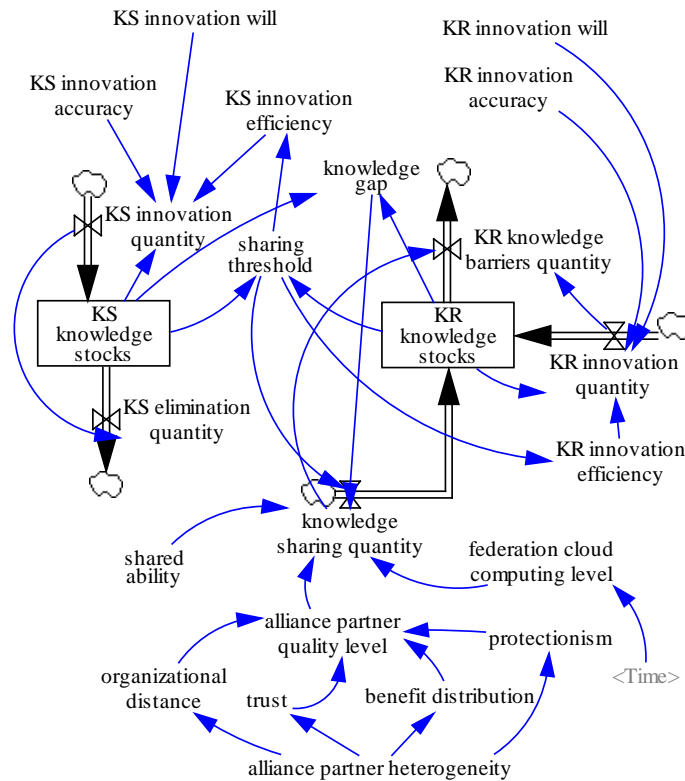 KS innovation will
KR innovation will
KS innovation
accuracy
KR innovation
accuracy
KS innovation
efficiency
knowledge
gap
KS innovation
quantity
sharing
threshold
KR knowledge
barriers quantity
KS
knowledge
stocks
KR
knowledge
stocks
KR innovation
quantity
KS elimination
quantity
KR innovation
efficiency
knowledge
sharing quantity
shared
ability
federation cloud
computing level
alliance partner
quality level
protectionism
organizational
distance
trust
benefit distribution
<Time>
alliance partner heterogeneity